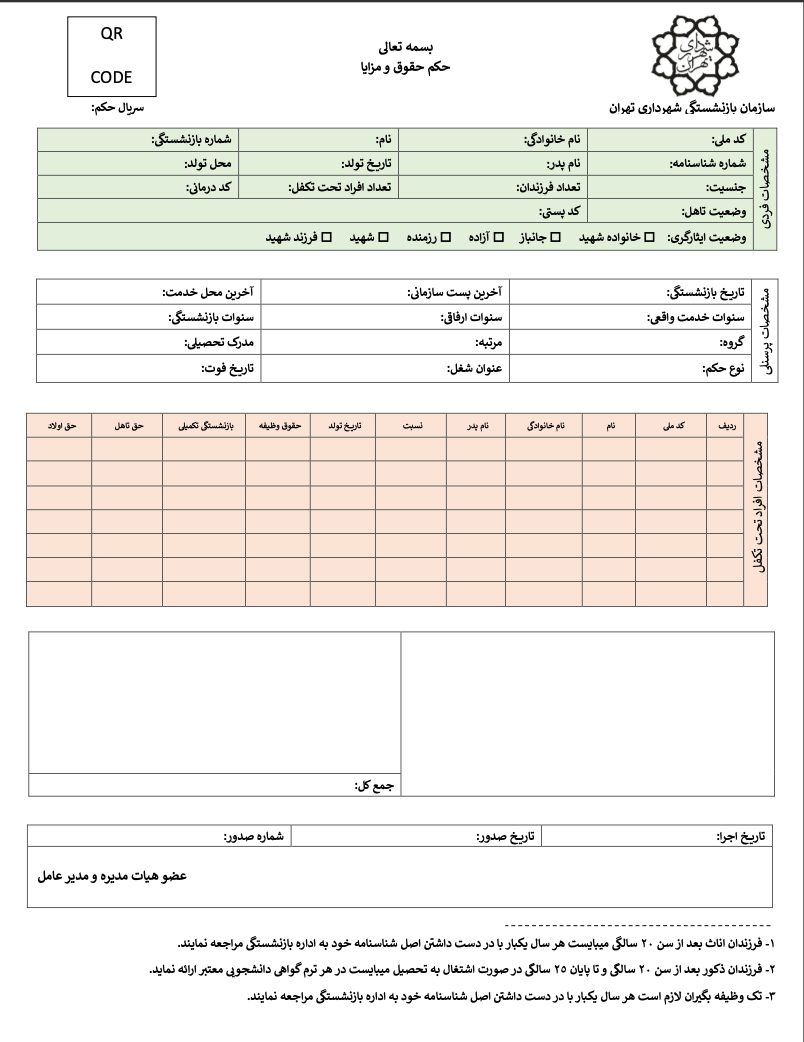 QR
CODE
بسمه تعالی
حکم حقوق و مزایا
شهرداری تهران
سازمان بازنشستگی شهرداری تهران
سریال حکم:
مشخصات فردی
کد ملی: نام خانوادگی: نام: شماره بازنشستگی:
شماره شناسنامه: نام پدر: تاریخ تولد: محل تولد:
جنسیت: تعداد فرزندان: تعداد افراد تحت تکفل: کد درمانی:
وضعیت تاهل: کد پستی:
وضعیت ایثارگری: خانواده شهید □ جانباز □ آزاده □ رزمنده □ شهید □ فرزند شهید □
مشخصات پرسنلی
تاریخ بازنشستگی: آخرین پست سازمانی: آخرین محل خدمت:
سنوات خدمت واقعی: سنوات ارفاقی: سنوات بازنشستگی:
گروه: مرتبه: مدرک تحصیلی:
نوع حکم: عنوان شغل: تاریخ فوت:
مشخصات افراد تحت تکفل
ردیف کد ملی نام نام خانوادگی نام پدر نسبت تاریخ تولد حقوق وظیفه بازنشستگی تکمیلی حق تاهل حق اولاد
جمع کل:
تاریخ اجرا: تاریخ صدور: شماره صدور:
عضو هیات مدیره و مدیر عامل
۱- فرزندان اناث بعد از سن ۲۰ سالگی میبایست هر سال یکبار با در دست داشتن اصل شناسنامه خود به اداره بازنشستگی مراجعه نمایند.
۲- فرزندان ذکور بعد از سن ۲۰ سالگی و تا پایان ۲۵ سالگی در صورت اشتغال به تحصیل میبایست در هر ترم گواهی دانشجویی معتبر ارائه نماید.
۳- تک وظیفه بگیران لازم است هر سال یکبار با در دست داشتن اصل شناسنامه خود به اداره بازنشستگی مراجعه نمایند.